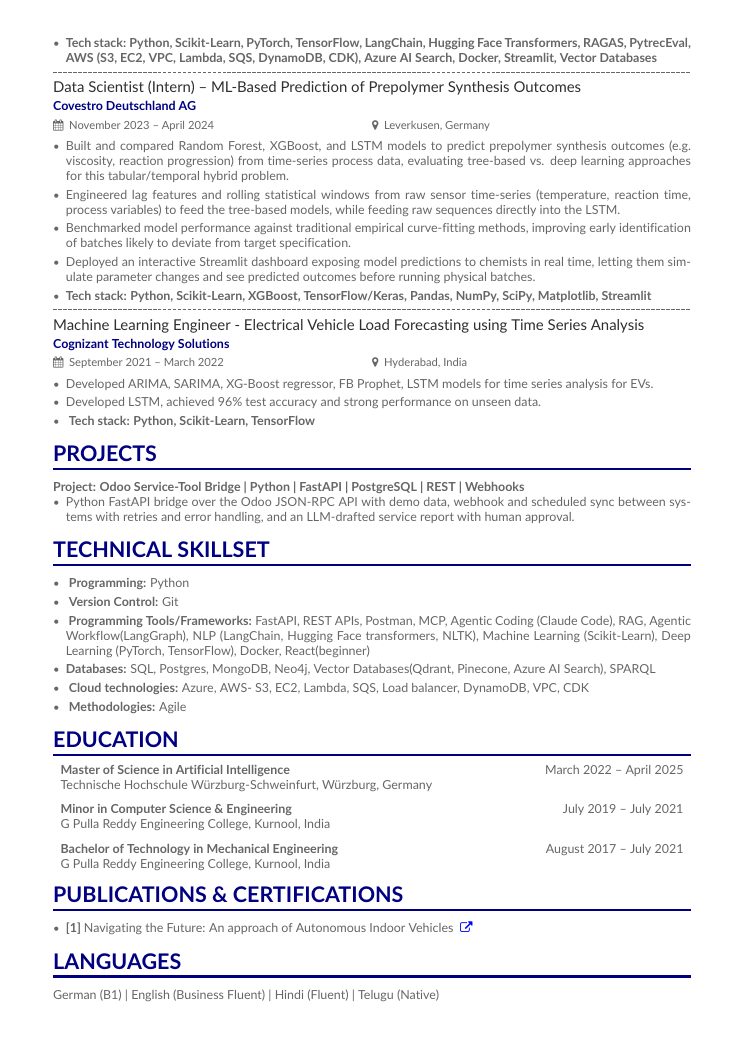 • Tech stack: Python, Scikit-Learn, PyTorch, TensorFlow, LangChain, Hugging Face Transformers, RAGAS, PytrecEval,
AWS (S3, EC2, VPC, Lambda, SQS, DynamoDB, CDK), Azure AI Search, Docker, Streamlit, Vector Databases
Data Scientist (Intern) – ML-Based Prediction of Prepolymer Synthesis Outcomes
Covestro Deutschland AG
November 2023 – April 2024 Leverkusen, Germany
• Built and compared Random Forest, XGBoost, and LSTM models to predict prepolymer synthesis outcomes (e.g.
viscosity, reaction progression) from time-series process data, evaluating tree-based vs. deep learning approaches
for this tabular/temporal hybrid problem.
• Engineered lag features and rolling statistical windows from raw sensor time-series (temperature, reaction time,
process variables) to feed the tree-based models, while feeding raw sequences directly into the LSTM.
• Benchmarked model performance against traditional empirical curve-fitting methods, improving early identification
of batches likely to deviate from target specification.
• Deployed an interactive Streamlit dashboard exposing model predictions to chemists in real time, letting them sim-
ulate parameter changes and see predicted outcomes before running physical batches.
• Tech stack: Python, Scikit-Learn, XGBoost, TensorFlow/Keras, Pandas, NumPy, SciPy, Matplotlib, Streamlit
Machine Learning Engineer - Electrical Vehicle Load Forecasting using Time Series Analysis
Cognizant Technology Solutions
September 2021 – March 2022 Hyderabad, India
• Developed ARIMA, SARIMA, XG-Boost regressor, FB Prophet, LSTM models for time series analysis for EVs.
• Developed LSTM, achieved 96% test accuracy and strong performance on unseen data.
• Tech stack: Python, Scikit-Learn, TensorFlow
PROJECTS
Project: Odoo Service-Tool Bridge | Python | FastAPI | PostgreSQL | REST | Webhooks
• Python FastAPI bridge over the Odoo JSON-RPC API with demo data, webhook and scheduled sync between sys-
tems with retries and error handling, and an LLM-drafted service report with human approval.
TECHNICAL SKILLSET
• Programming: Python
• Version Control: Git
• Programming Tools/Frameworks: FastAPI, REST APIs, Postman, MCP, Agentic Coding (Claude Code), RAG, Agentic
Workflow(LangGraph), NLP (LangChain, Hugging Face transformers, NLTK), Machine Learning (Scikit-Learn), Deep
Learning (PyTorch, TensorFlow), Docker, React(beginner)
• Databases: SQL, Postgres, MongoDB, Neo4j, Vector Databases(Qdrant, Pinecone, Azure AI Search), SPARQL
• Cloud technologies: Azure, AWS- S3, EC2, Lambda, SQS, Load balancer, DynamoDB, VPC, CDK
• Methodologies: Agile
EDUCATION
Master of Science in Artificial Intelligence March 2022 – April 2025
Technische Hochschule Würzburg-Schweinfurt, Würzburg, Germany
Minor in Computer Science & Engineering July 2019 – July 2021
G Pulla Reddy Engineering College, Kurnool, India
Bachelor of Technology in Mechanical Engineering August 2017 – July 2021
G Pulla Reddy Engineering College, Kurnool, India
PUBLICATIONS & CERTIFICATIONS
• [1] Navigating the Future: An approach of Autonomous Indoor Vehicles
LANGUAGES
German (B1) | English (Business Fluent) | Hindi (Fluent) | Telugu (Native)